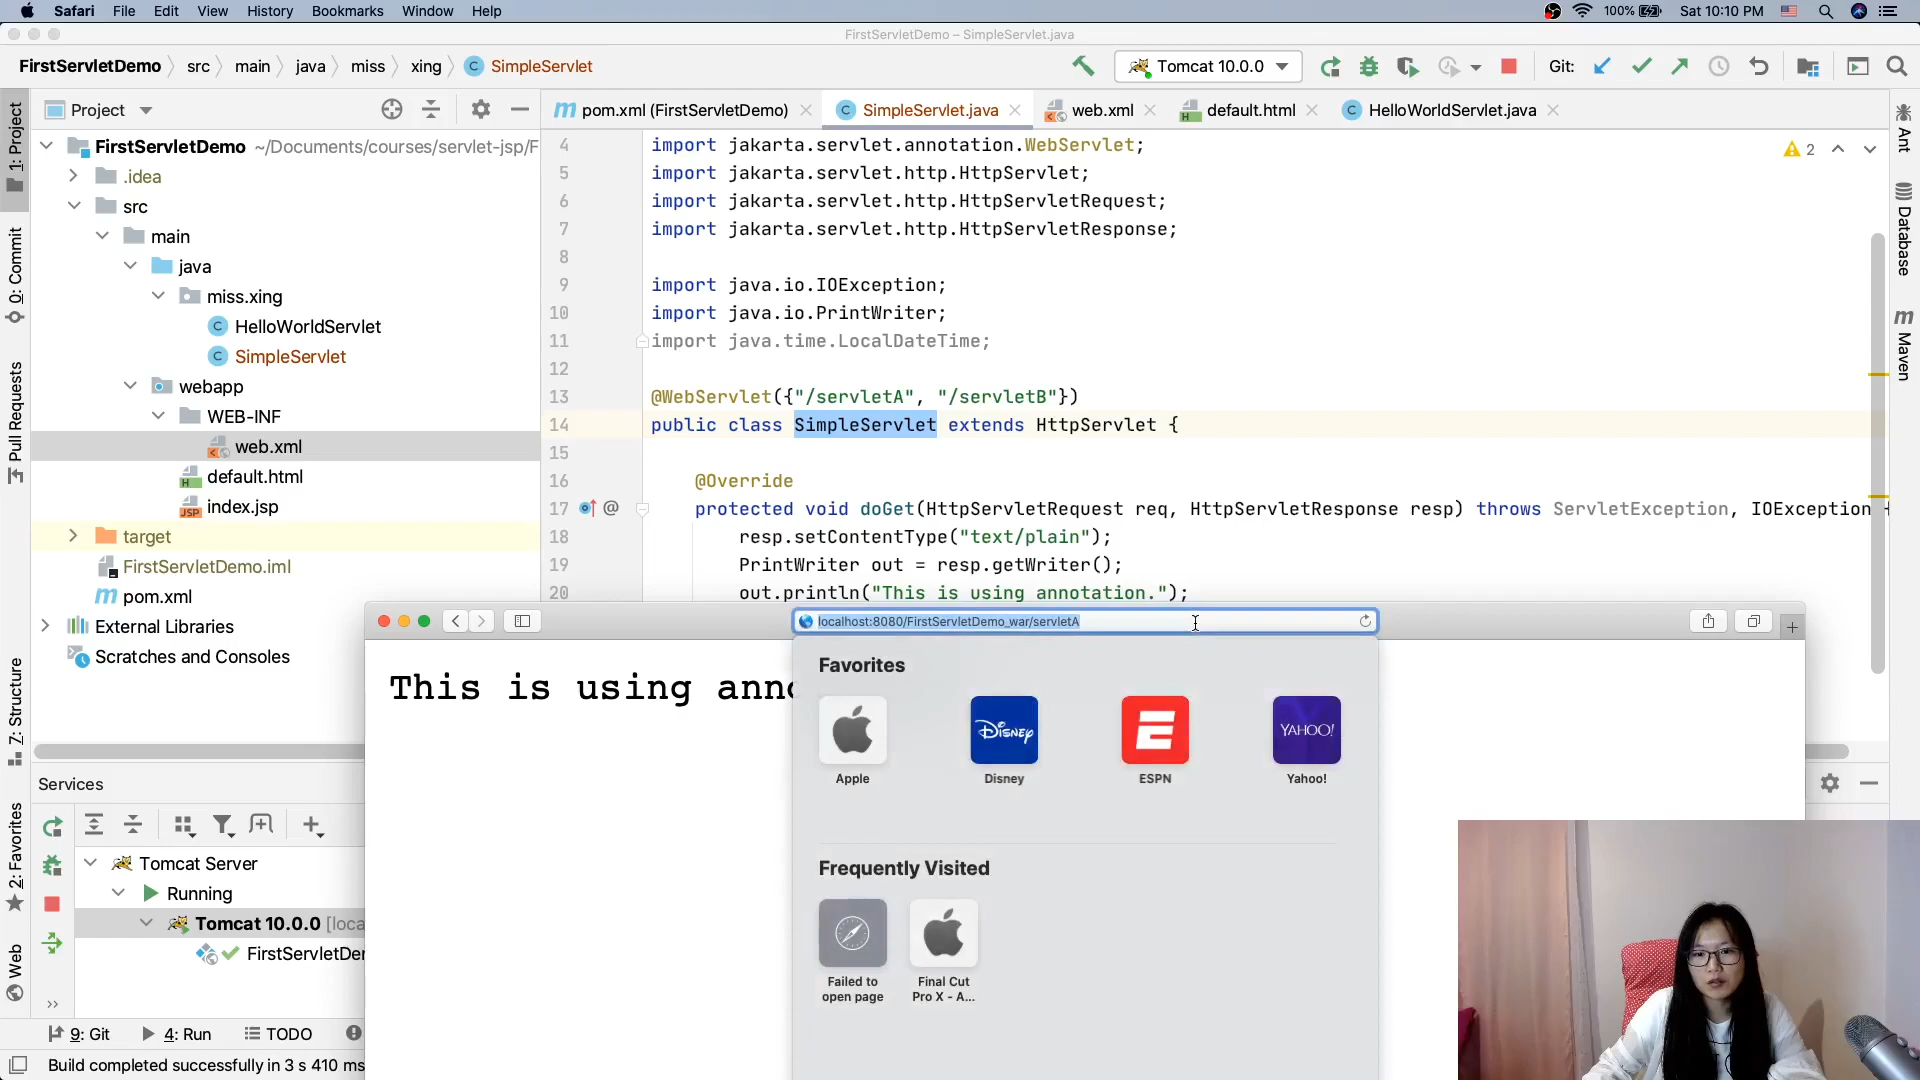 Safari File Edit View History Bookmarks Window Help 100% Sat 10:10 PM
FirstServletDemo – SimpleServlet.java
FirstServletDemo src main java miss xing SimpleServlet Tomcat 10.0.0 Git:
Project
pom.xml (FirstServletDemo) SimpleServlet.java web.xml default.html HelloWorldServlet.java
1: Project
0: Commit
Pull Requests
Z: Structure
2: Favorites
Web
FirstServletDemo ~/Documents/courses/servlet-jsp/F
.idea
src
main
java
miss.xing
HelloWorldServlet
SimpleServlet
webapp
WEB-INF
web.xml
default.html
index.jsp
target
FirstServletDemo.iml
pom.xml
External Libraries
Scratches and Consoles
2
4 import jakarta.servlet.annotation.WebServlet;
5 import jakarta.servlet.http.HttpServlet;
6 import jakarta.servlet.http.HttpServletRequest;
7 import jakarta.servlet.http.HttpServletResponse;
8
9 import java.io.IOException;
10 import java.io.PrintWriter;
11 import java.time.LocalDateTime;
12
13 @WebServlet({"/servletA", "/servletB"})
14 public class SimpleServlet extends HttpServlet {
15
16 @Override
17 protected void doGet(HttpServletRequest req, HttpServletResponse resp) throws ServletException, IOException {
18 resp.setContentType("text/plain");
19 PrintWriter out = resp.getWriter();
20 out.println("This is using annotation.");
Ant
Database
Maven
localhost:8080/FirstServletDemo_war/servletA
This is using anno
Favorites
Apple Disney ESPN Yahoo!
Frequently Visited
Failed to open page
Final Cut Pro X - A...
Services
Tomcat Server
Running
Tomcat 10.0.0 [loca
FirstServletDe
9: Git 4: Run TODO
Build completed successfully in 3 s 410 ms